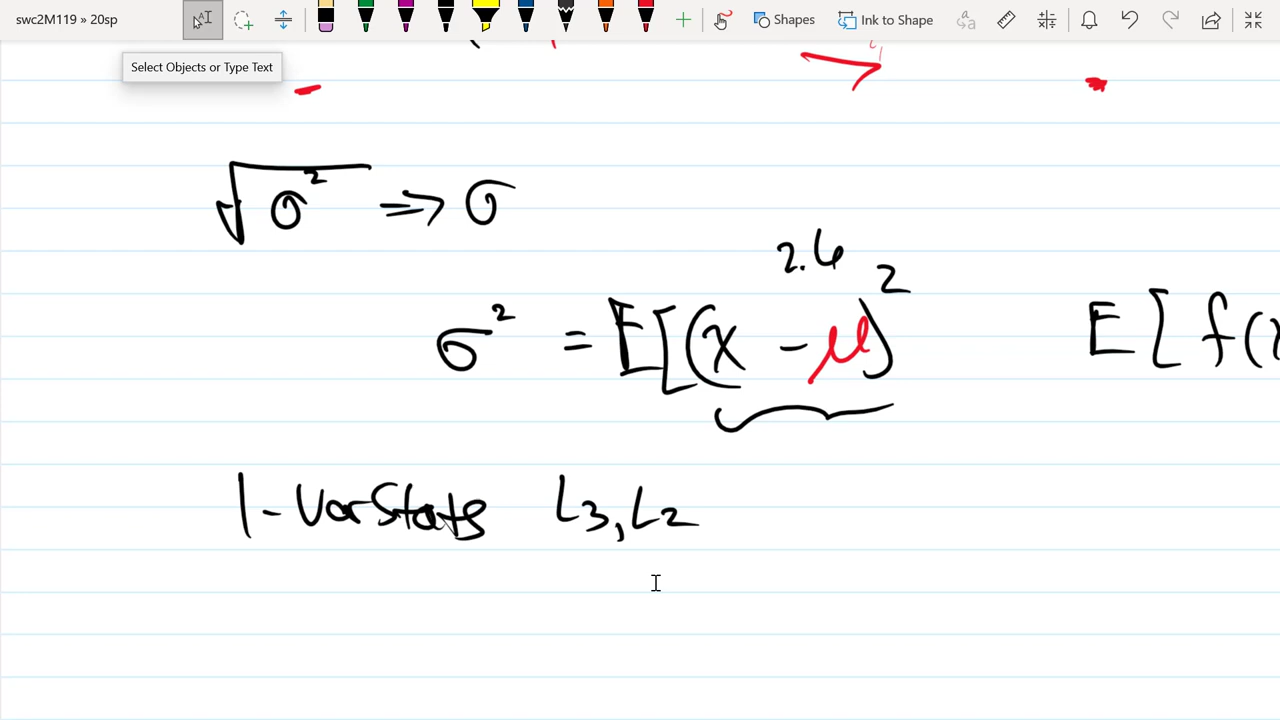 swc2M119 » 20sp
Shapes
Ink to Shape
Select Objects or Type Text
√σ² => σ
2.6
σ² = E[(x - μ)²
E[f(
1-VarStats L3,L2